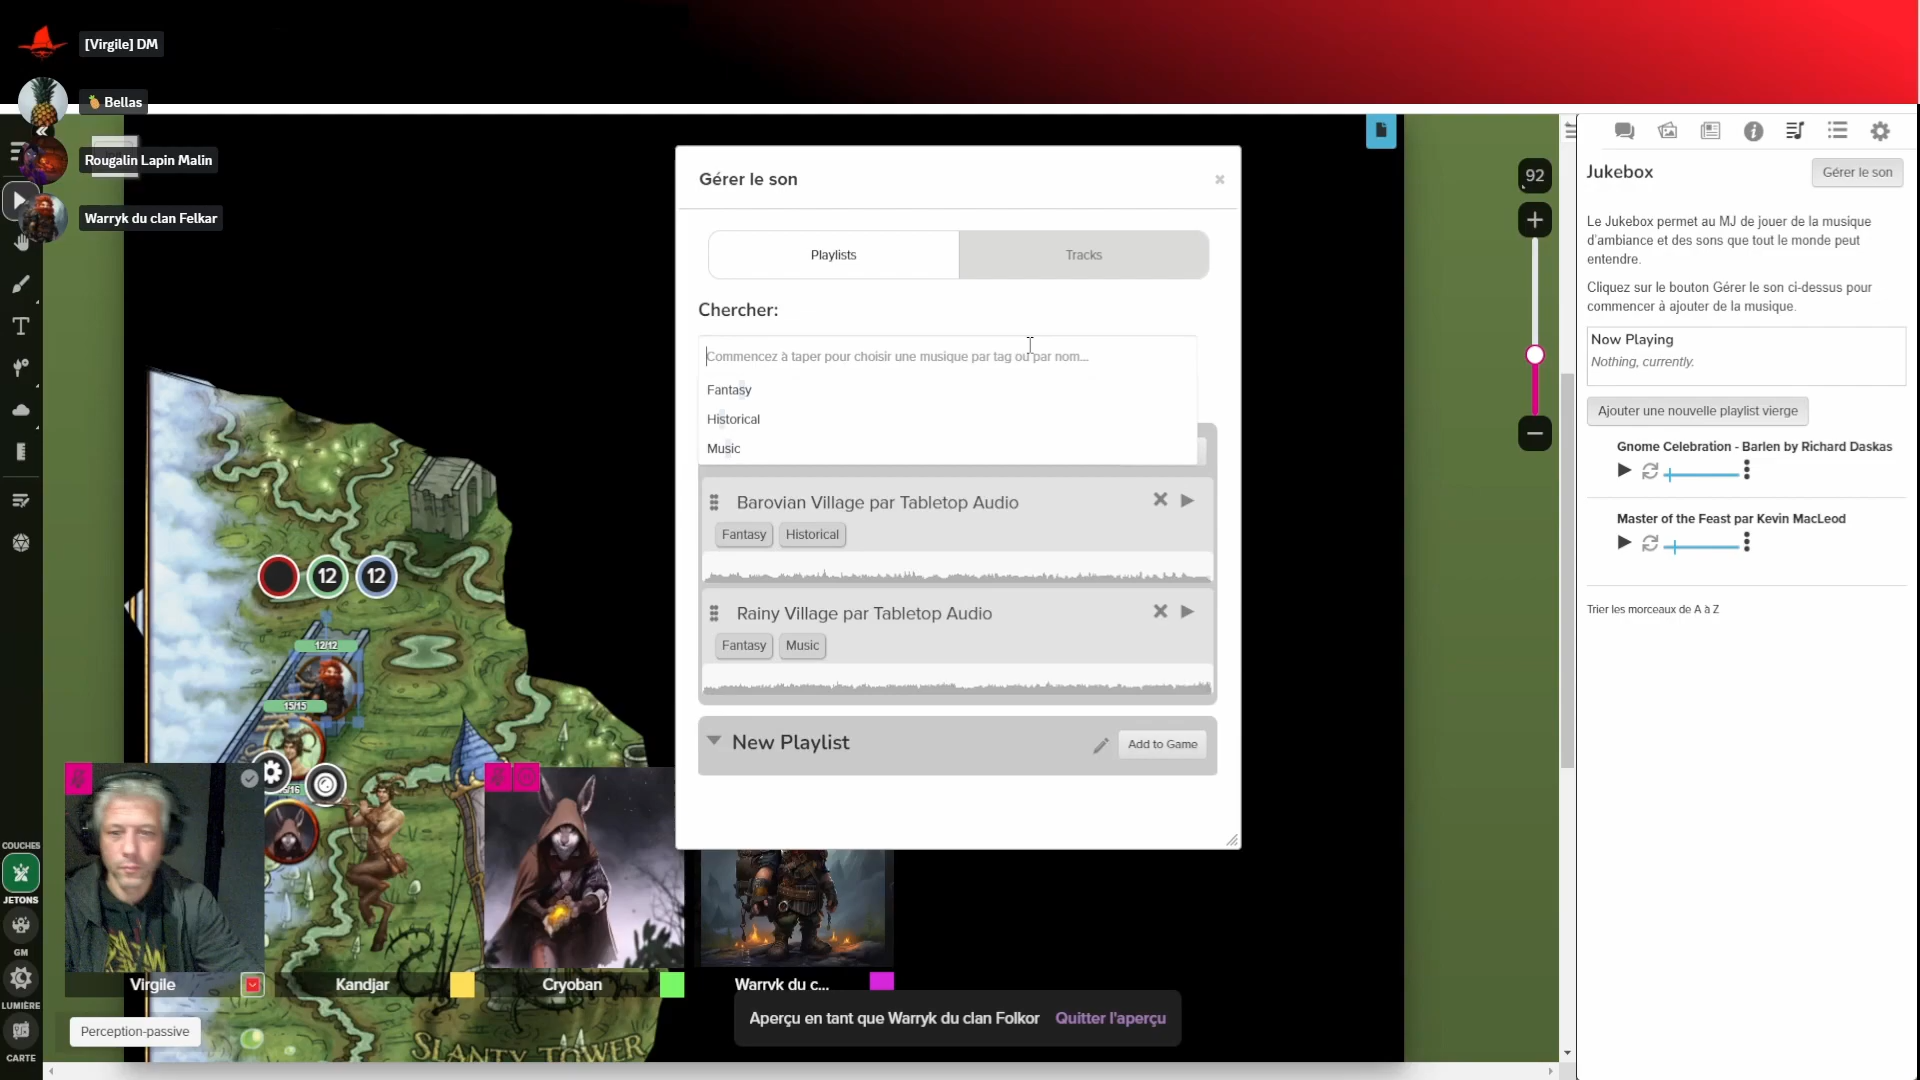 [Virgile] DM
Bellas
Rougalin Lapin Malin
Warryk du clan Felkar
Gérer le son
Playlists
Tracks
Chercher:
Commencez à taper pour choisir une musique par tag ou par nom...
Fantasy
Historical
Music
Barovian Village par Tabletop Audio
Fantasy
Historical
Rainy Village par Tabletop Audio
Fantasy
Music
New Playlist
Add to Game
92
Jukebox
Gérer le son
Le Jukebox permet au MJ de jouer de la musique
d'ambiance et des sons que tout le monde peut
entendre.
Cliquez sur le bouton Gérer le son ci-dessus pour
commencer à ajouter de la musique.
Now Playing
Nothing, currently.
Ajouter une nouvelle playlist vierge
Gnome Celebration - Barlen by Richard Daskas
Master of the Feast par Kevin MacLeod
Trier les morceaux de A à Z
12
12
12/12
15/15
COUCHES
JETONS
GM
LUMIÈRE
CARTE
Virgile
Kandjar
Cryoban
Warryk du c...
Perception-passive
Aperçu en tant que Warryk du clan Folkor
Quitter l'aperçu
SLANTY TOWER